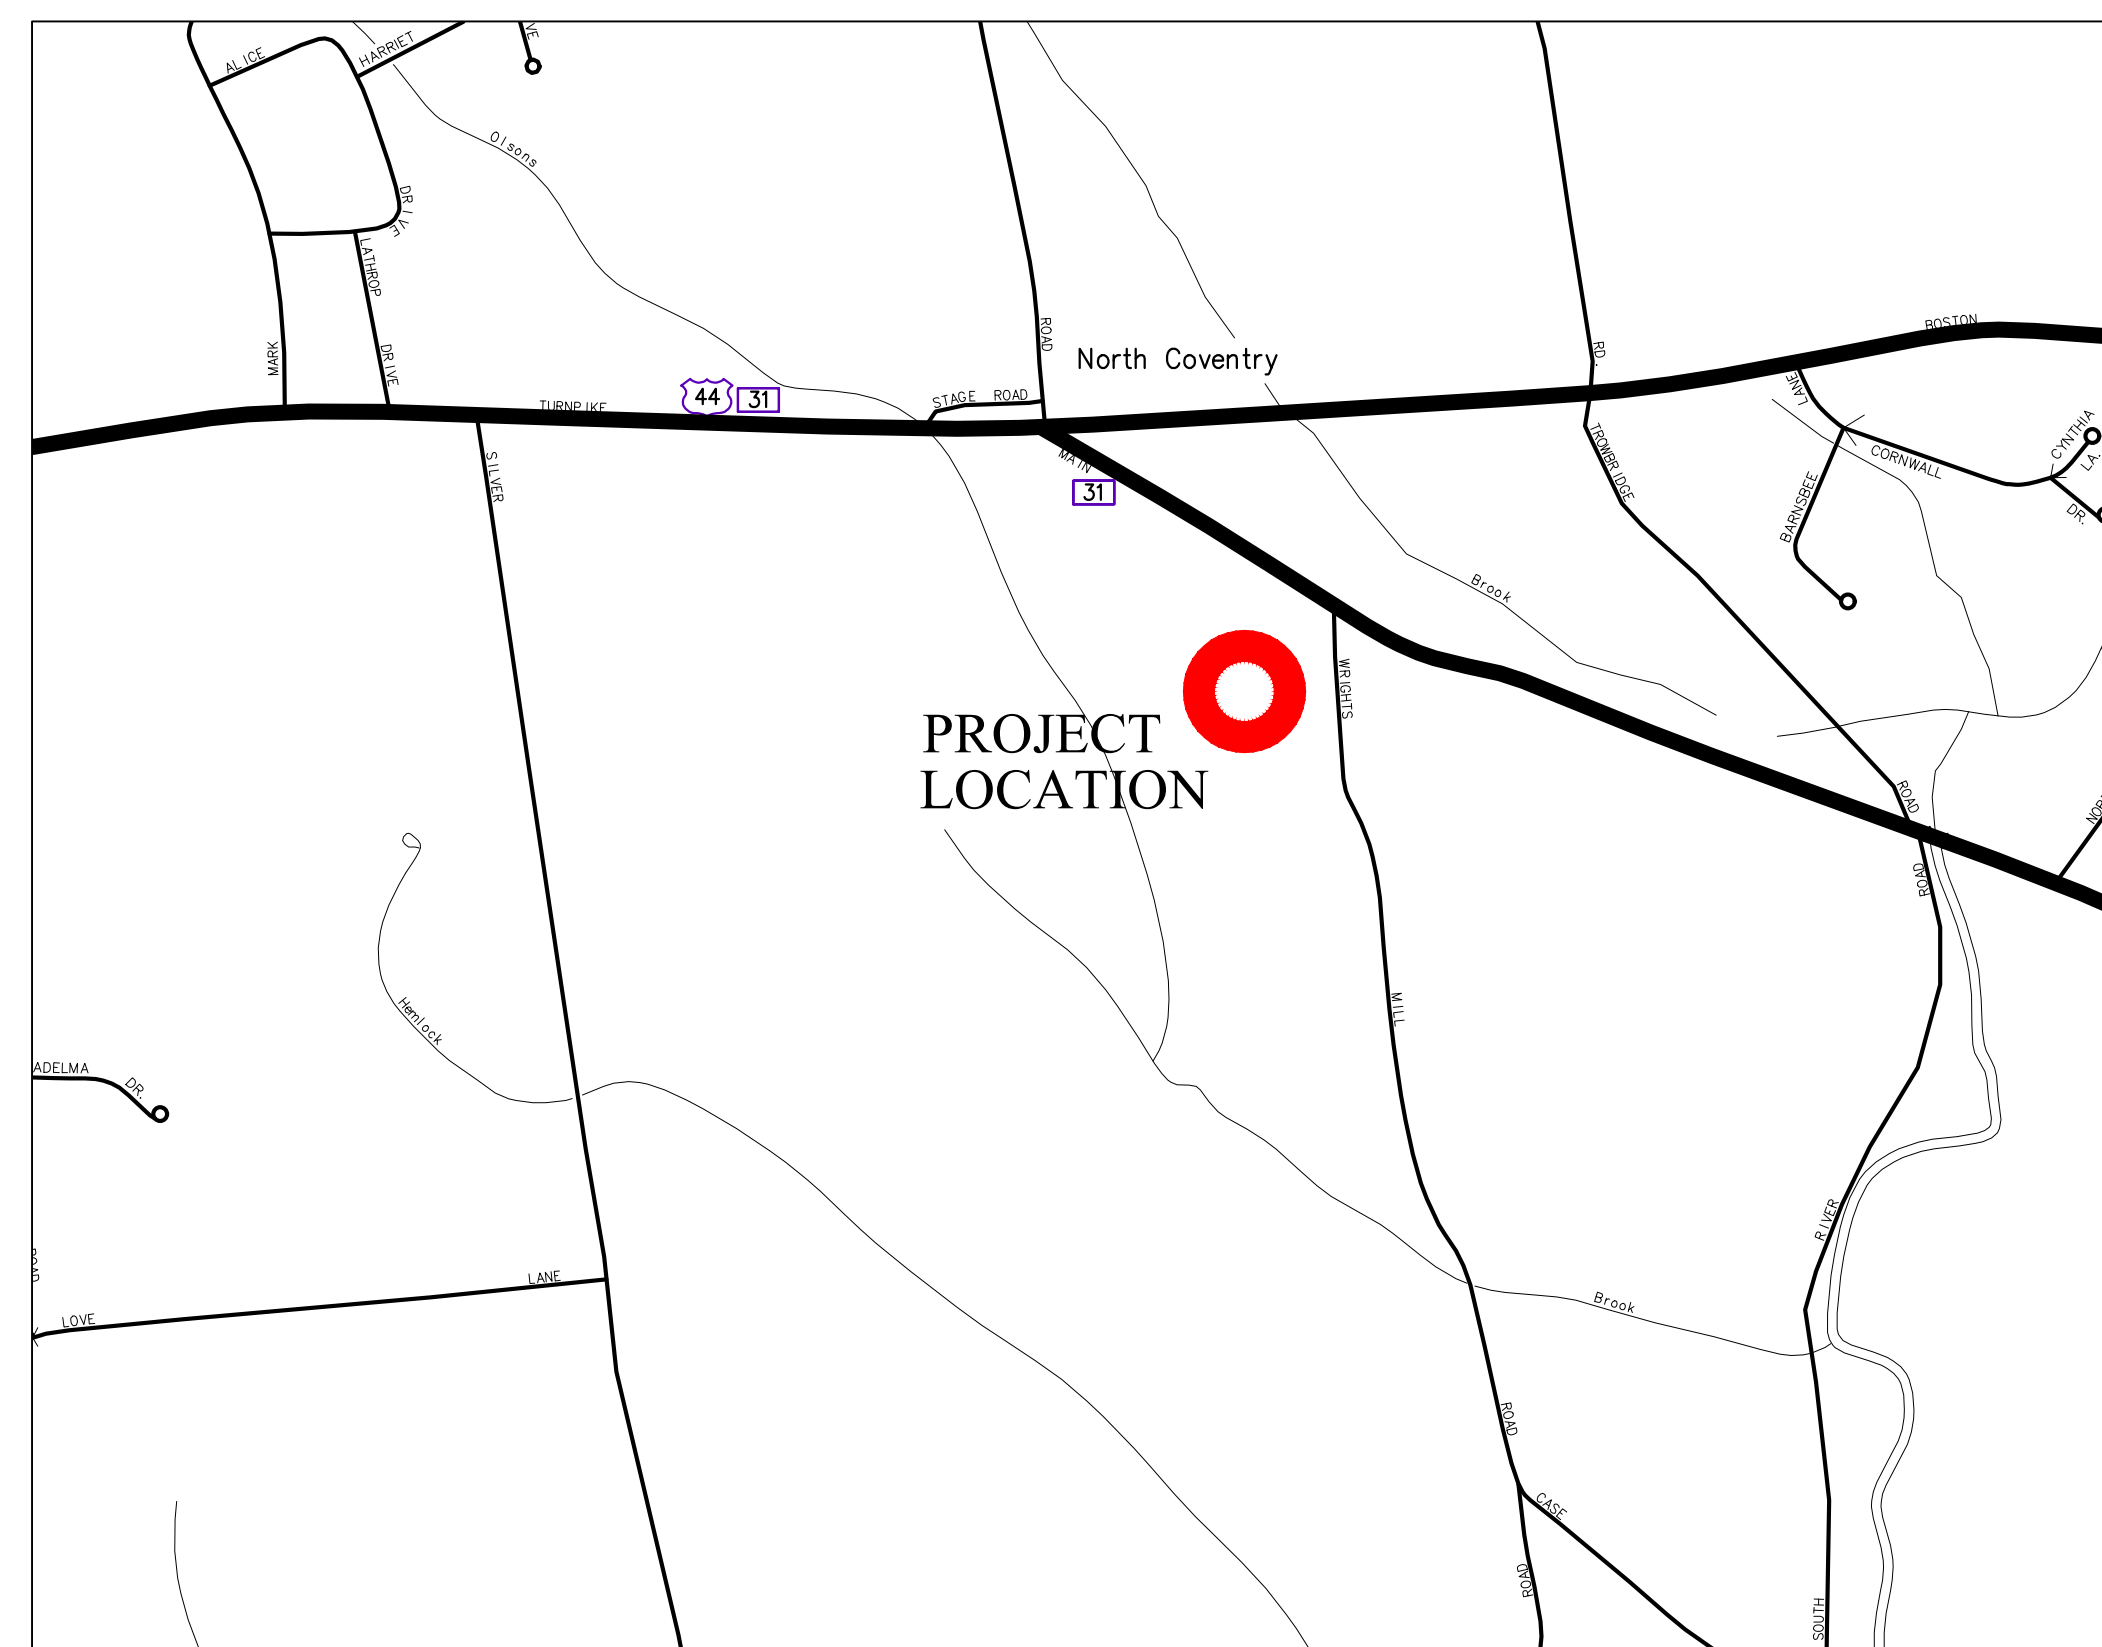 ALICE
HARRIET
VE
Olsons
DRIVE
LATHROP
DRIVE
MARK
ROAD
North Coventry
RD.
BOSTON
TURNPIKE
44
31
STAGE ROAD
LANE
CYNTHIA
LA.
CORNWALL
DR.
BARNSBEE
TROWBRIDGE
SILVER
MAIN
31
Brook
WRIGHTS
PROJECT
LOCATION
ROAD
ROAD
Hemlock
MILL
ADELMA
DR.
RIVER
ROAD
LANE
LOVE
Brook
ROAD
CASE
ROAD
SOUTH